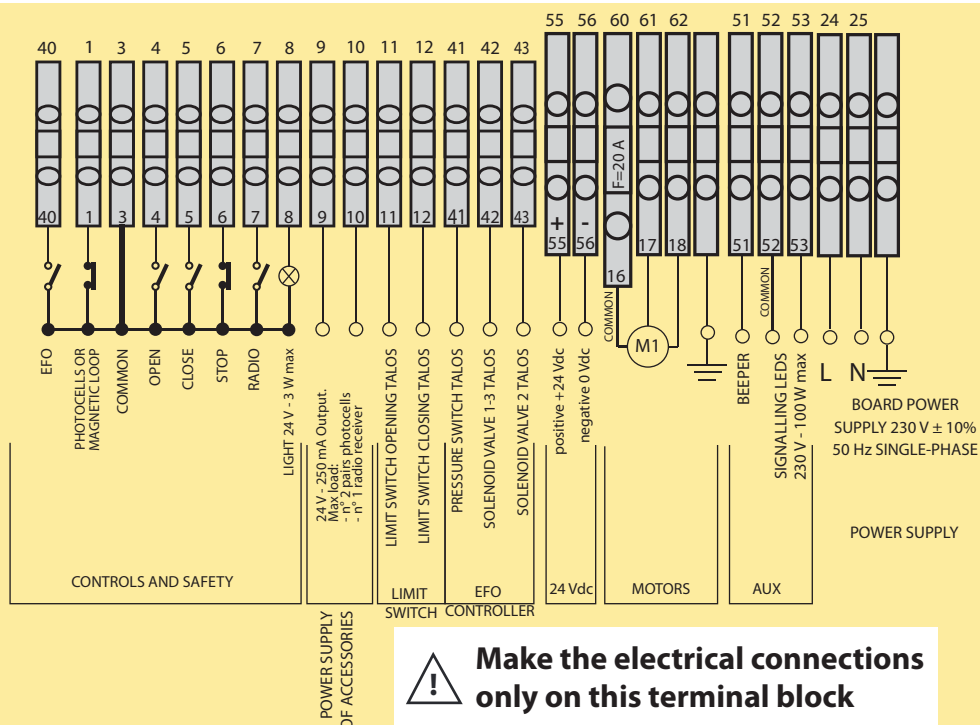 40 1 3 4 5 6 7 8 9 10 11 12 41 42 43 55 56 60 61 62 51 52 53 24 25
F=20 A
+ -
40 1 3 4 5 6 7 8 9 10 11 12 41 42 43 55 56 16 17 18 51 52 53
COMMON
M1
COMMON
EFO
PHOTOCELLS OR
MAGNETIC LOOP
COMMON
OPEN
CLOSE
STOP
RADIO
LIGHT 24 V - 3 W max
24 V - 250 mA Output.
Max load:
- n° 2 pairs photocells
- n° 1 radio receiver
LIMIT SWITCH OPENING TALOS
LIMIT SWITCH CLOSING TALOS
PRESSURE SWITCH TALOS
SOLENOID VALVE 1-3 TALOS
SOLENOID VALVE 2 TALOS
positive +24 Vdc
negative 0 Vdc
BEEPER
SIGNALLING LEDS
230 V - 100 W max
L N
BOARD POWER
SUPPLY 230 V ± 10%
50 Hz SINGLE-PHASE
POWER SUPPLY
CONTROLS AND SAFETY
POWER SUPPLY
OF ACCESSORIES
LIMIT
SWITCH
EFO
CONTROLLER
24 Vdc
MOTORS
AUX
!
Make the electrical connections
only on this terminal block